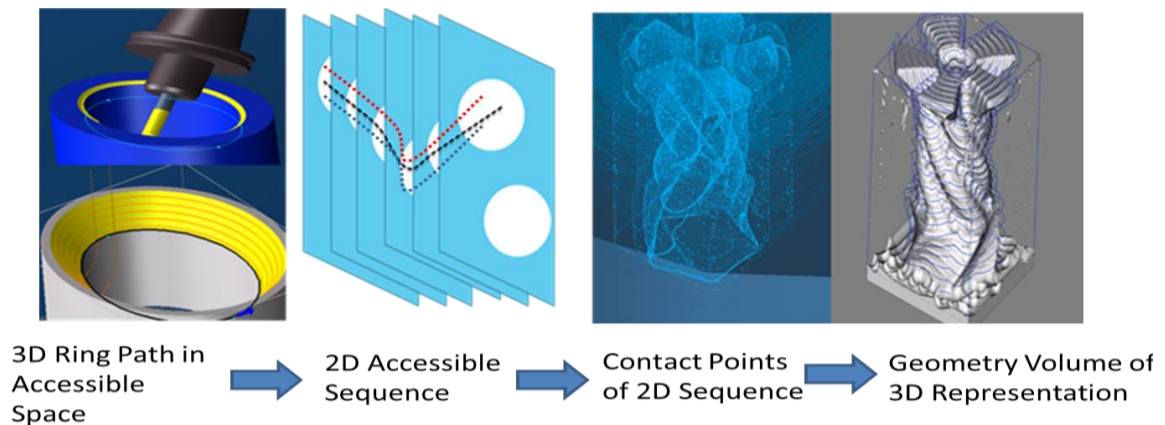 3D Ring Path in
Accessible
Space
2D Accessible
Sequence
Contact Points
of 2D Sequence
Geometry Volume of
3D Representation